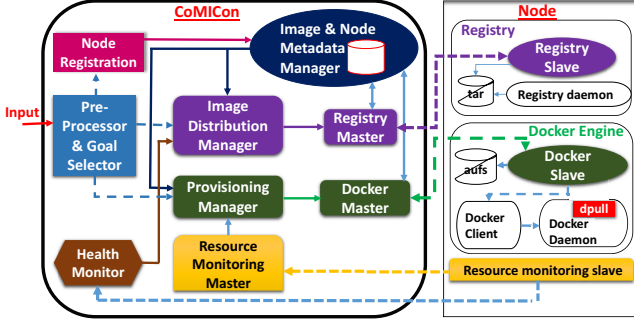 CoMICon
Node
Node
Registration
Image & Node
Metadata
Manager
Registry
Registry
Slave
tar
Registry daemon
Input
Pre-
Processor
& Goal
Selector
Image
Distribution
Manager
Registry
Master
Docker Engine
aufs
Docker
Slave
Provisioning
Manager
Docker
Master
dpull
Docker
Client
Docker
Daemon
Health
Monitor
Resource
Monitoring
Master
Resource monitoring slave